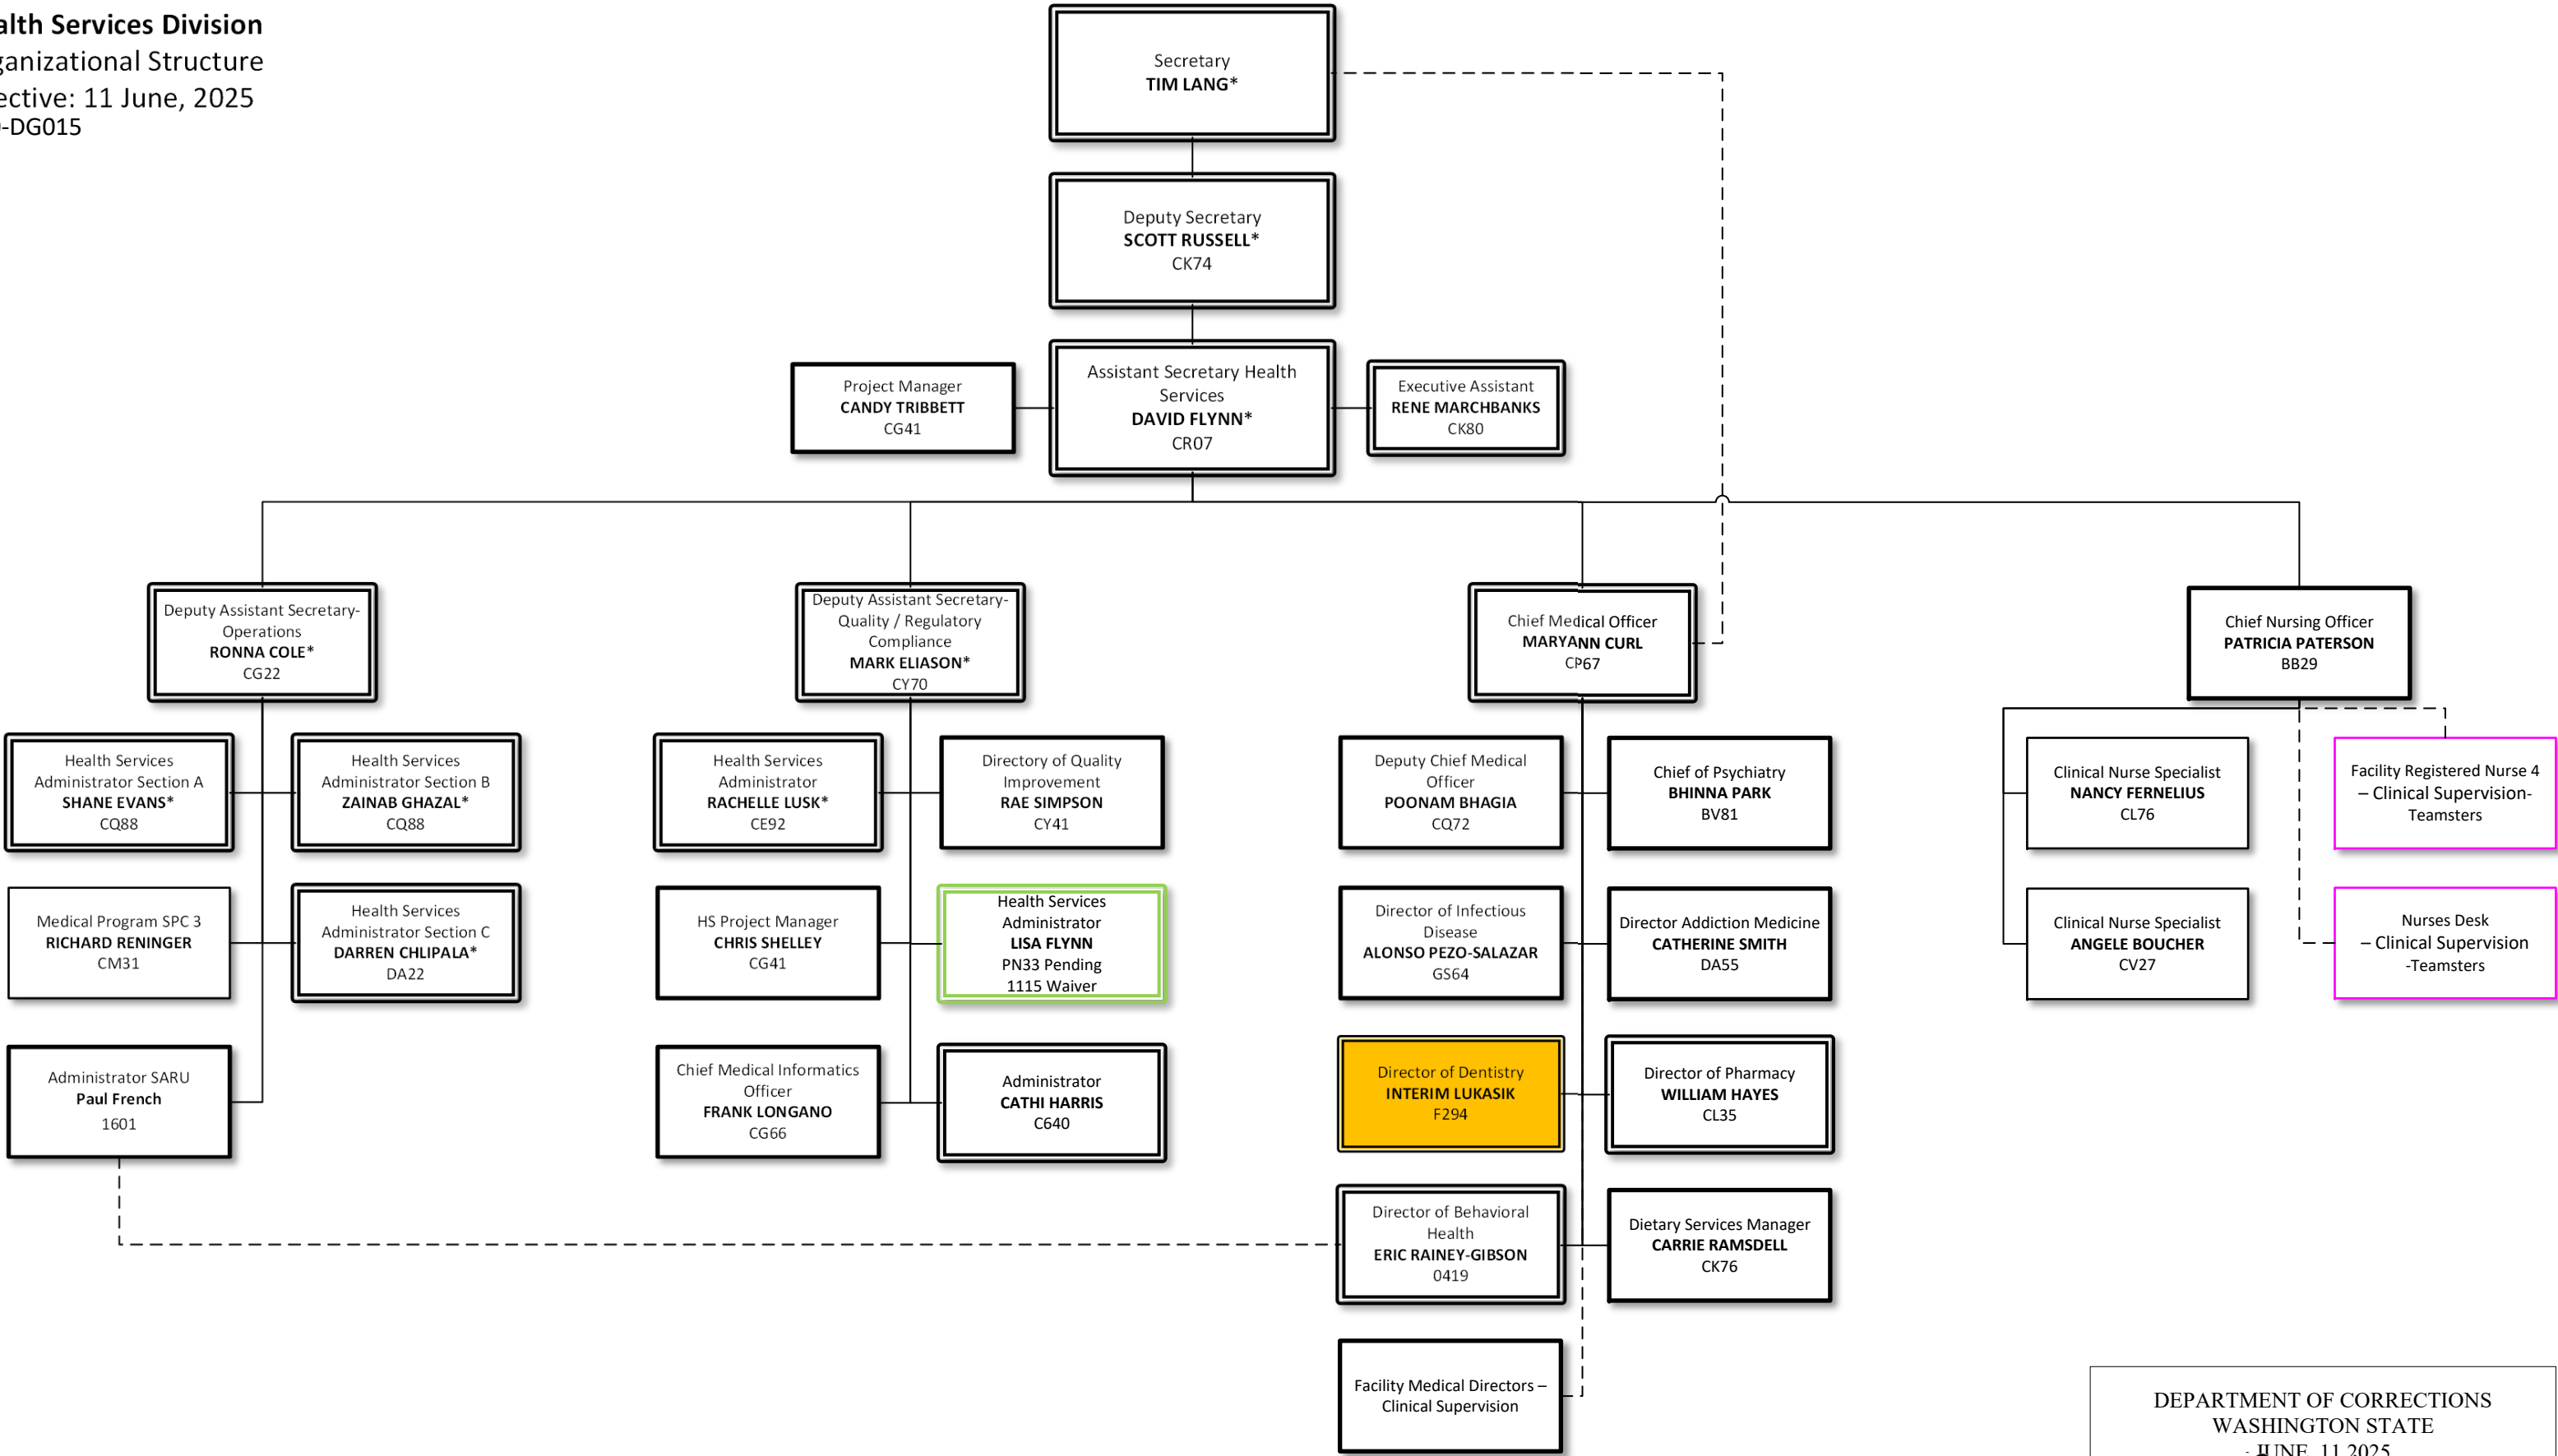 alth Services Division
ganizational Structure
ective: 11 June, 2025
-DG015
Secretary
TIM LANG*
Deputy Secretary
SCOTT RUSSELL*
CK74
Project Manager
CANDY TRIBBETT
CG41
Assistant Secretary Health
Services
DAVID FLYNN*
CR07
Executive Assistant
RENE MARCHBANKS
CK80
Deputy Assistant Secretary-
Operations
RONNA COLE*
CG22
Deputy Assistant Secretary-
Quality / Regulatory
Compliance
MARK ELIASON*
CY70
Chief Medical Officer
MARYANN CURL
CP67
Chief Nursing Officer
PATRICIA PATERSON
BB29
Health Services
Administrator Section A
SHANE EVANS*
CQ88
Health Services
Administrator Section B
ZAINAB GHAZAL*
CQ88
Health Services
Administrator
RACHELLE LUSK*
CE92
Directory of Quality
Improvement
RAE SIMPSON
CY41
Deputy Chief Medical
Officer
POONAM BHAGIA
CQ72
Chief of Psychiatry
BHINNA PARK
BV81
Clinical Nurse Specialist
NANCY FERNELIUS
CL76
Facility Registered Nurse 4
– Clinical Supervision-
Teamsters
Medical Program SPC 3
RICHARD RENINGER
CM31
Health Services
Administrator Section C
DARREN CHLIPALA*
DA22
HS Project Manager
CHRIS SHELLEY
CG41
Health Services
Administrator
LISA FLYNN
PN33 Pending
1115 Waiver
Director of Infectious
Disease
ALONSO PEZO-SALAZAR
GS64
Director Addiction Medicine
CATHERINE SMITH
DA55
Clinical Nurse Specialist
ANGELE BOUCHER
CV27
Nurses Desk
– Clinical Supervision
-Teamsters
Administrator SARU
Paul French
1601
Chief Medical Informatics
Officer
FRANK LONGANO
CG66
Administrator
CATHI HARRIS
C640
Director of Dentistry
INTERIM LUKASIK
F294
Director of Pharmacy
WILLIAM HAYES
CL35
Director of Behavioral
Health
ERIC RAINEY-GIBSON
0419
Dietary Services Manager
CARRIE RAMSDELL
CK76
Facility Medical Directors –
Clinical Supervision
DEPARTMENT OF CORRECTIONS
WASHINGTON STATE
JUNE 11 2025